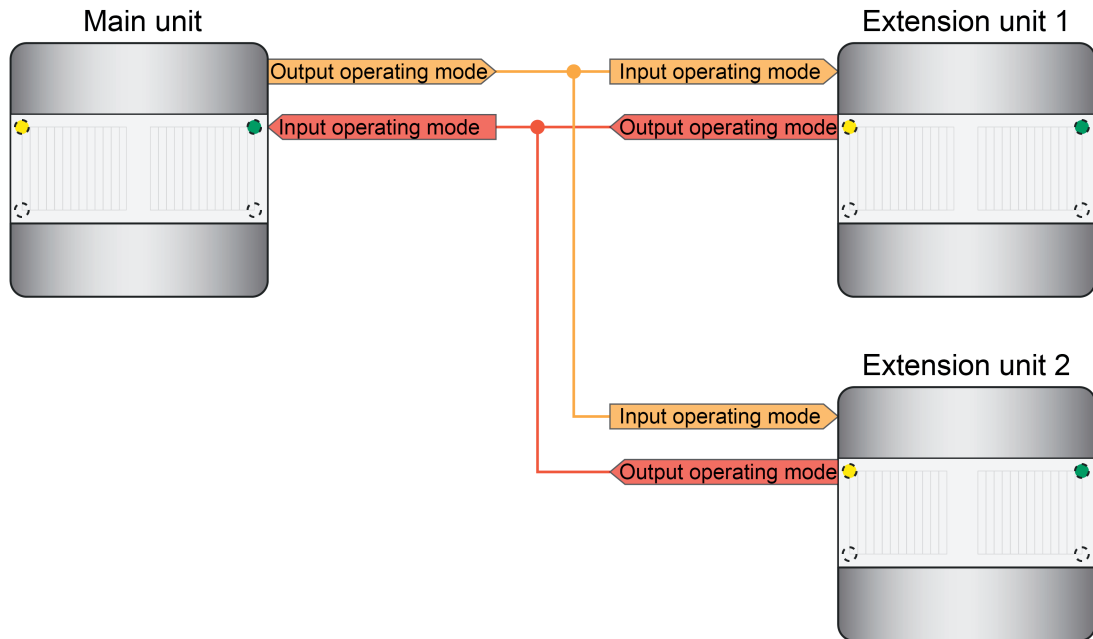 Main unit
Extension unit 1
Output operating mode
Input operating mode
Input operating mode
Output operating mode
Extension unit 2
Input operating mode
Output operating mode